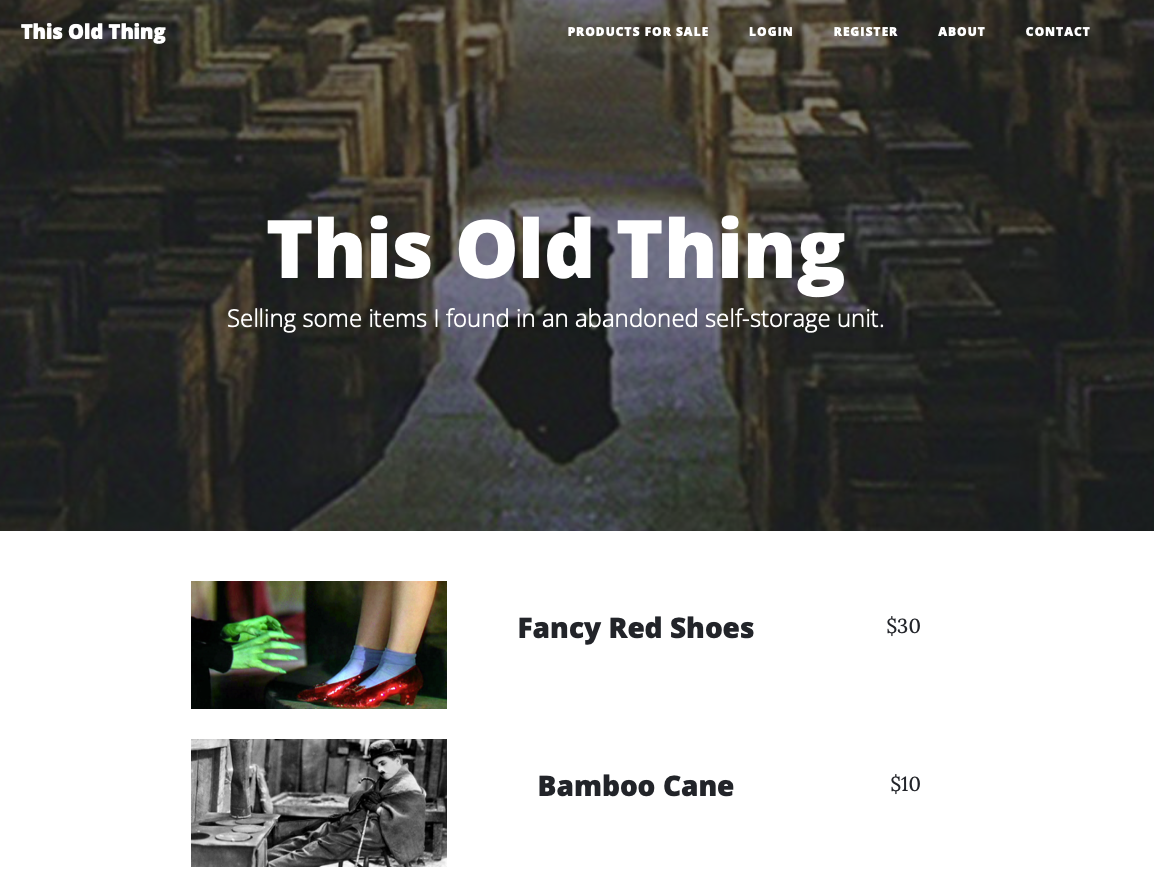 This Old Thing
PRODUCTS FOR SALE LOGIN REGISTER ABOUT CONTACT
This Old Thing
Selling some items I found in an abandoned self-storage unit.
Fancy Red Shoes
$30
Bamboo Cane
$10